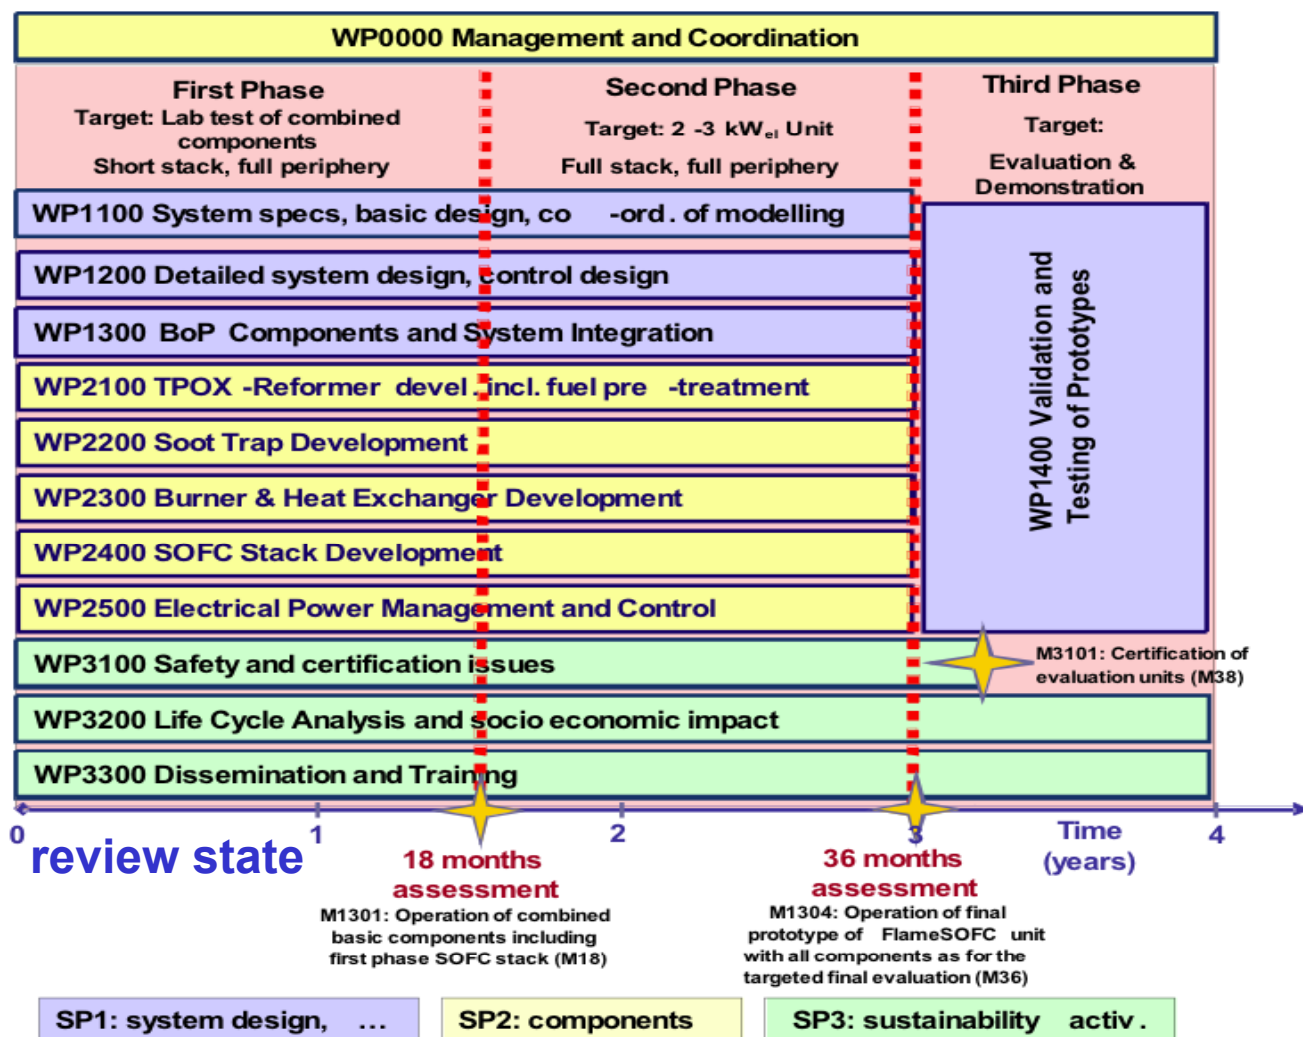 WP0000 Management and Coordination
First Phase
Target: Lab test of combined
components
Short stack, full periphery
Second Phase
Target: 2 -3 kWel Unit
Full stack, full periphery
Third Phase
Target:
Evaluation &
Demonstration
WP1100 System specs, basic design, co -ord. of modelling
WP1200 Detailed system design, control design
WP1300 BoP Components and System Integration
WP2100 TPOX -Reformer devel. incl. fuel pre -treatment
WP2200 Soot Trap Development
WP2300 Burner & Heat Exchanger Development
WP2400 SOFC Stack Development
WP2500 Electrical Power Management and Control
WP1400 Validation and
Testing of Prototypes
WP3100 Safety and certification issues
M3101: Certification of
evaluation units (M38)
WP3200 Life Cycle Analysis and socio economic impact
WP3300 Dissemination and Training
0 1 2 3 4
Time
(years)
review state
18 months
assessment
M1301: Operation of combined
basic components including
first phase SOFC stack (M18)
36 months
assessment
M1304: Operation of final
prototype of FlameSOFC unit
with all components as for the
targeted final evaluation (M36)
SP1: system design, ...
SP2: components
SP3: sustainability activ.